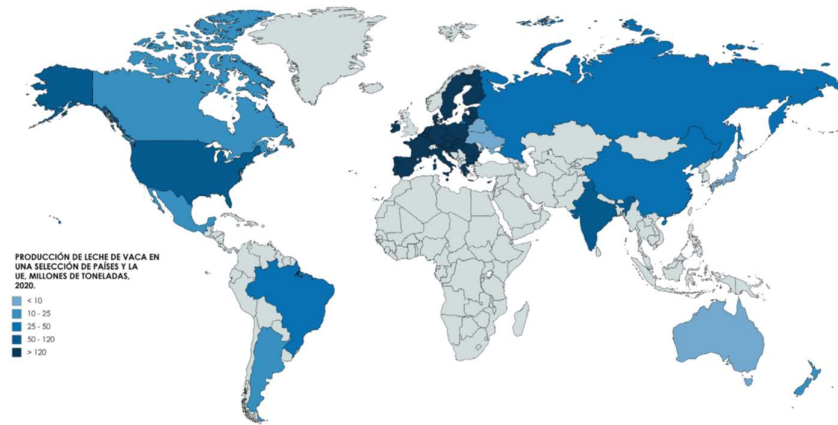 PRODUCCIÓN DE LECHE DE VACA EN
UNA SELECCIÓN DE PAÍSES Y LA
UE, MILLONES DE TONELADAS,
2020.
< 10
10 - 25
25 - 50
50 - 120
> 120